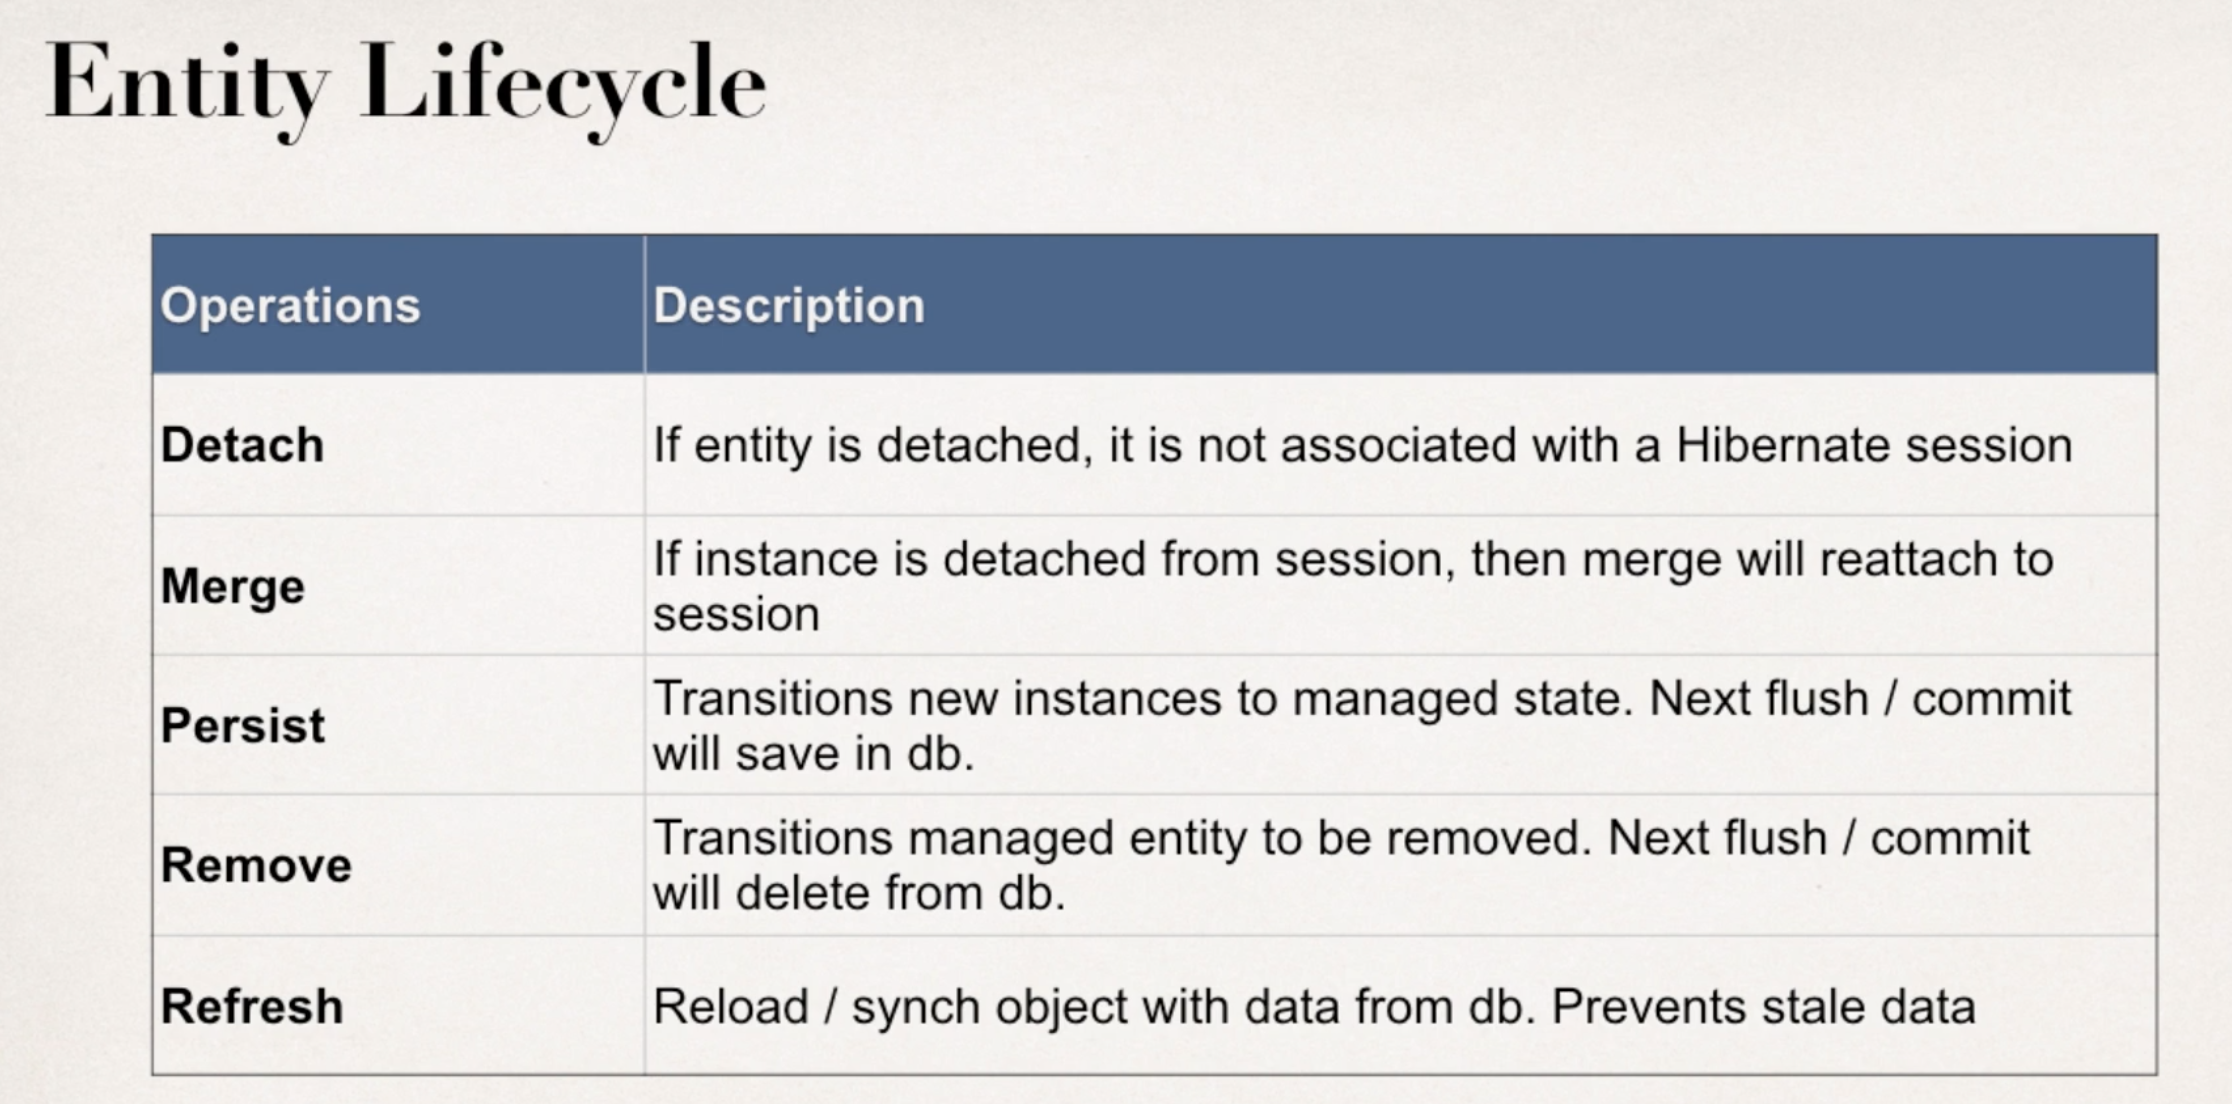 Entity Lifecycle
Operations
Description
Detach
If entity is detached, it is not associated with a Hibernate session
Merge
If instance is detached from session, then merge will reattach to
session
Persist
Transitions new instances to managed state. Next flush / commit
will save in db.
Remove
Transitions managed entity to be removed. Next flush / commit
will delete from db.
Refresh
Reload / synch object with data from db. Prevents stale data